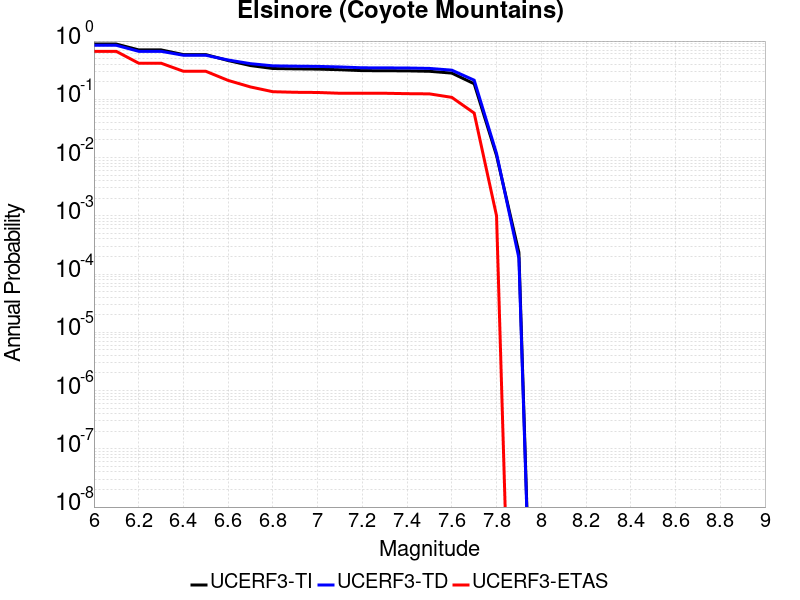 Elsinore (Coyote Mountains)
10^0
10^-1
10^-2
10^-3
10^-4
10^-5
10^-6
10^-7
10^-8
Annual Probability
6 6.2 6.4 6.6 6.8 7 7.2 7.4 7.6 7.8 8 8.2 8.4 8.6 8.8 9
Magnitude
UCERF3-TI UCERF3-TD UCERF3-ETAS